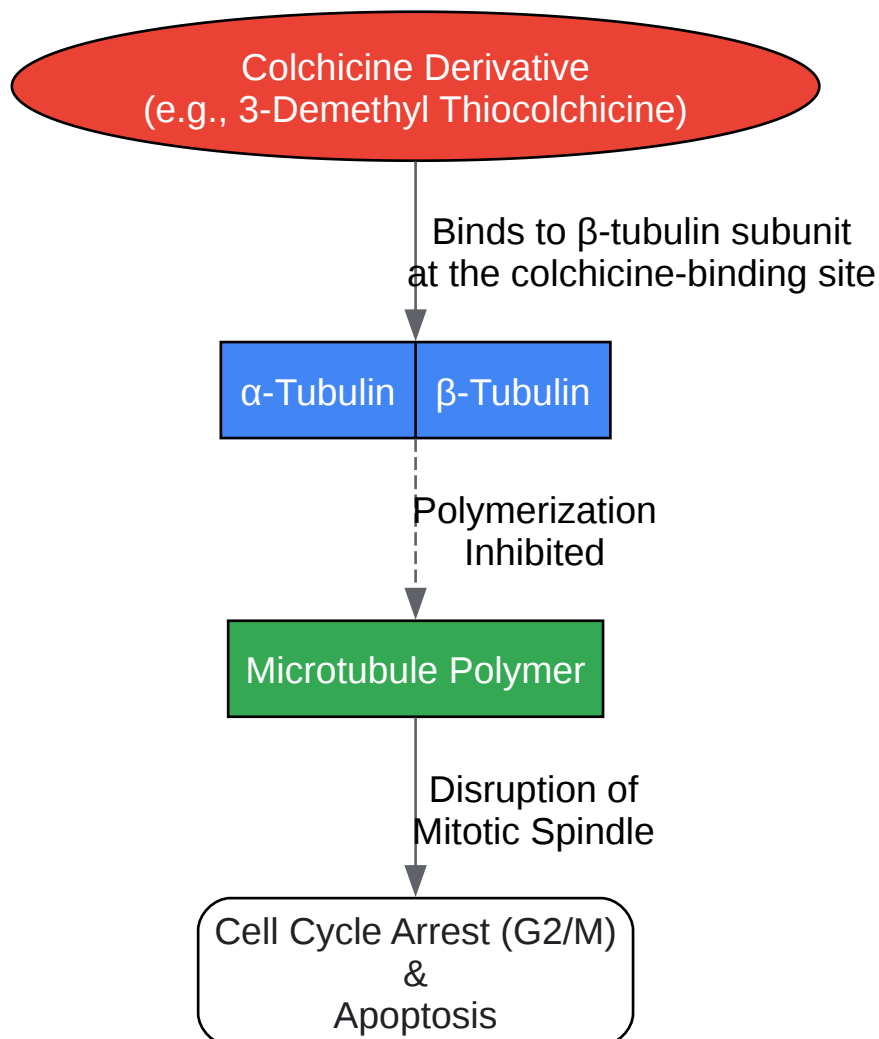 Colchicine Derivative
(e.g., 3-Demethyl Thiocolchicine)
Binds to β-tubulin subunit
at the colchicine-binding site
α-Tubulin β-Tubulin
Polymerization
Inhibited
Microtubule Polymer
Disruption of
Mitotic Spindle
Cell Cycle Arrest (G2/M)
&
Apoptosis